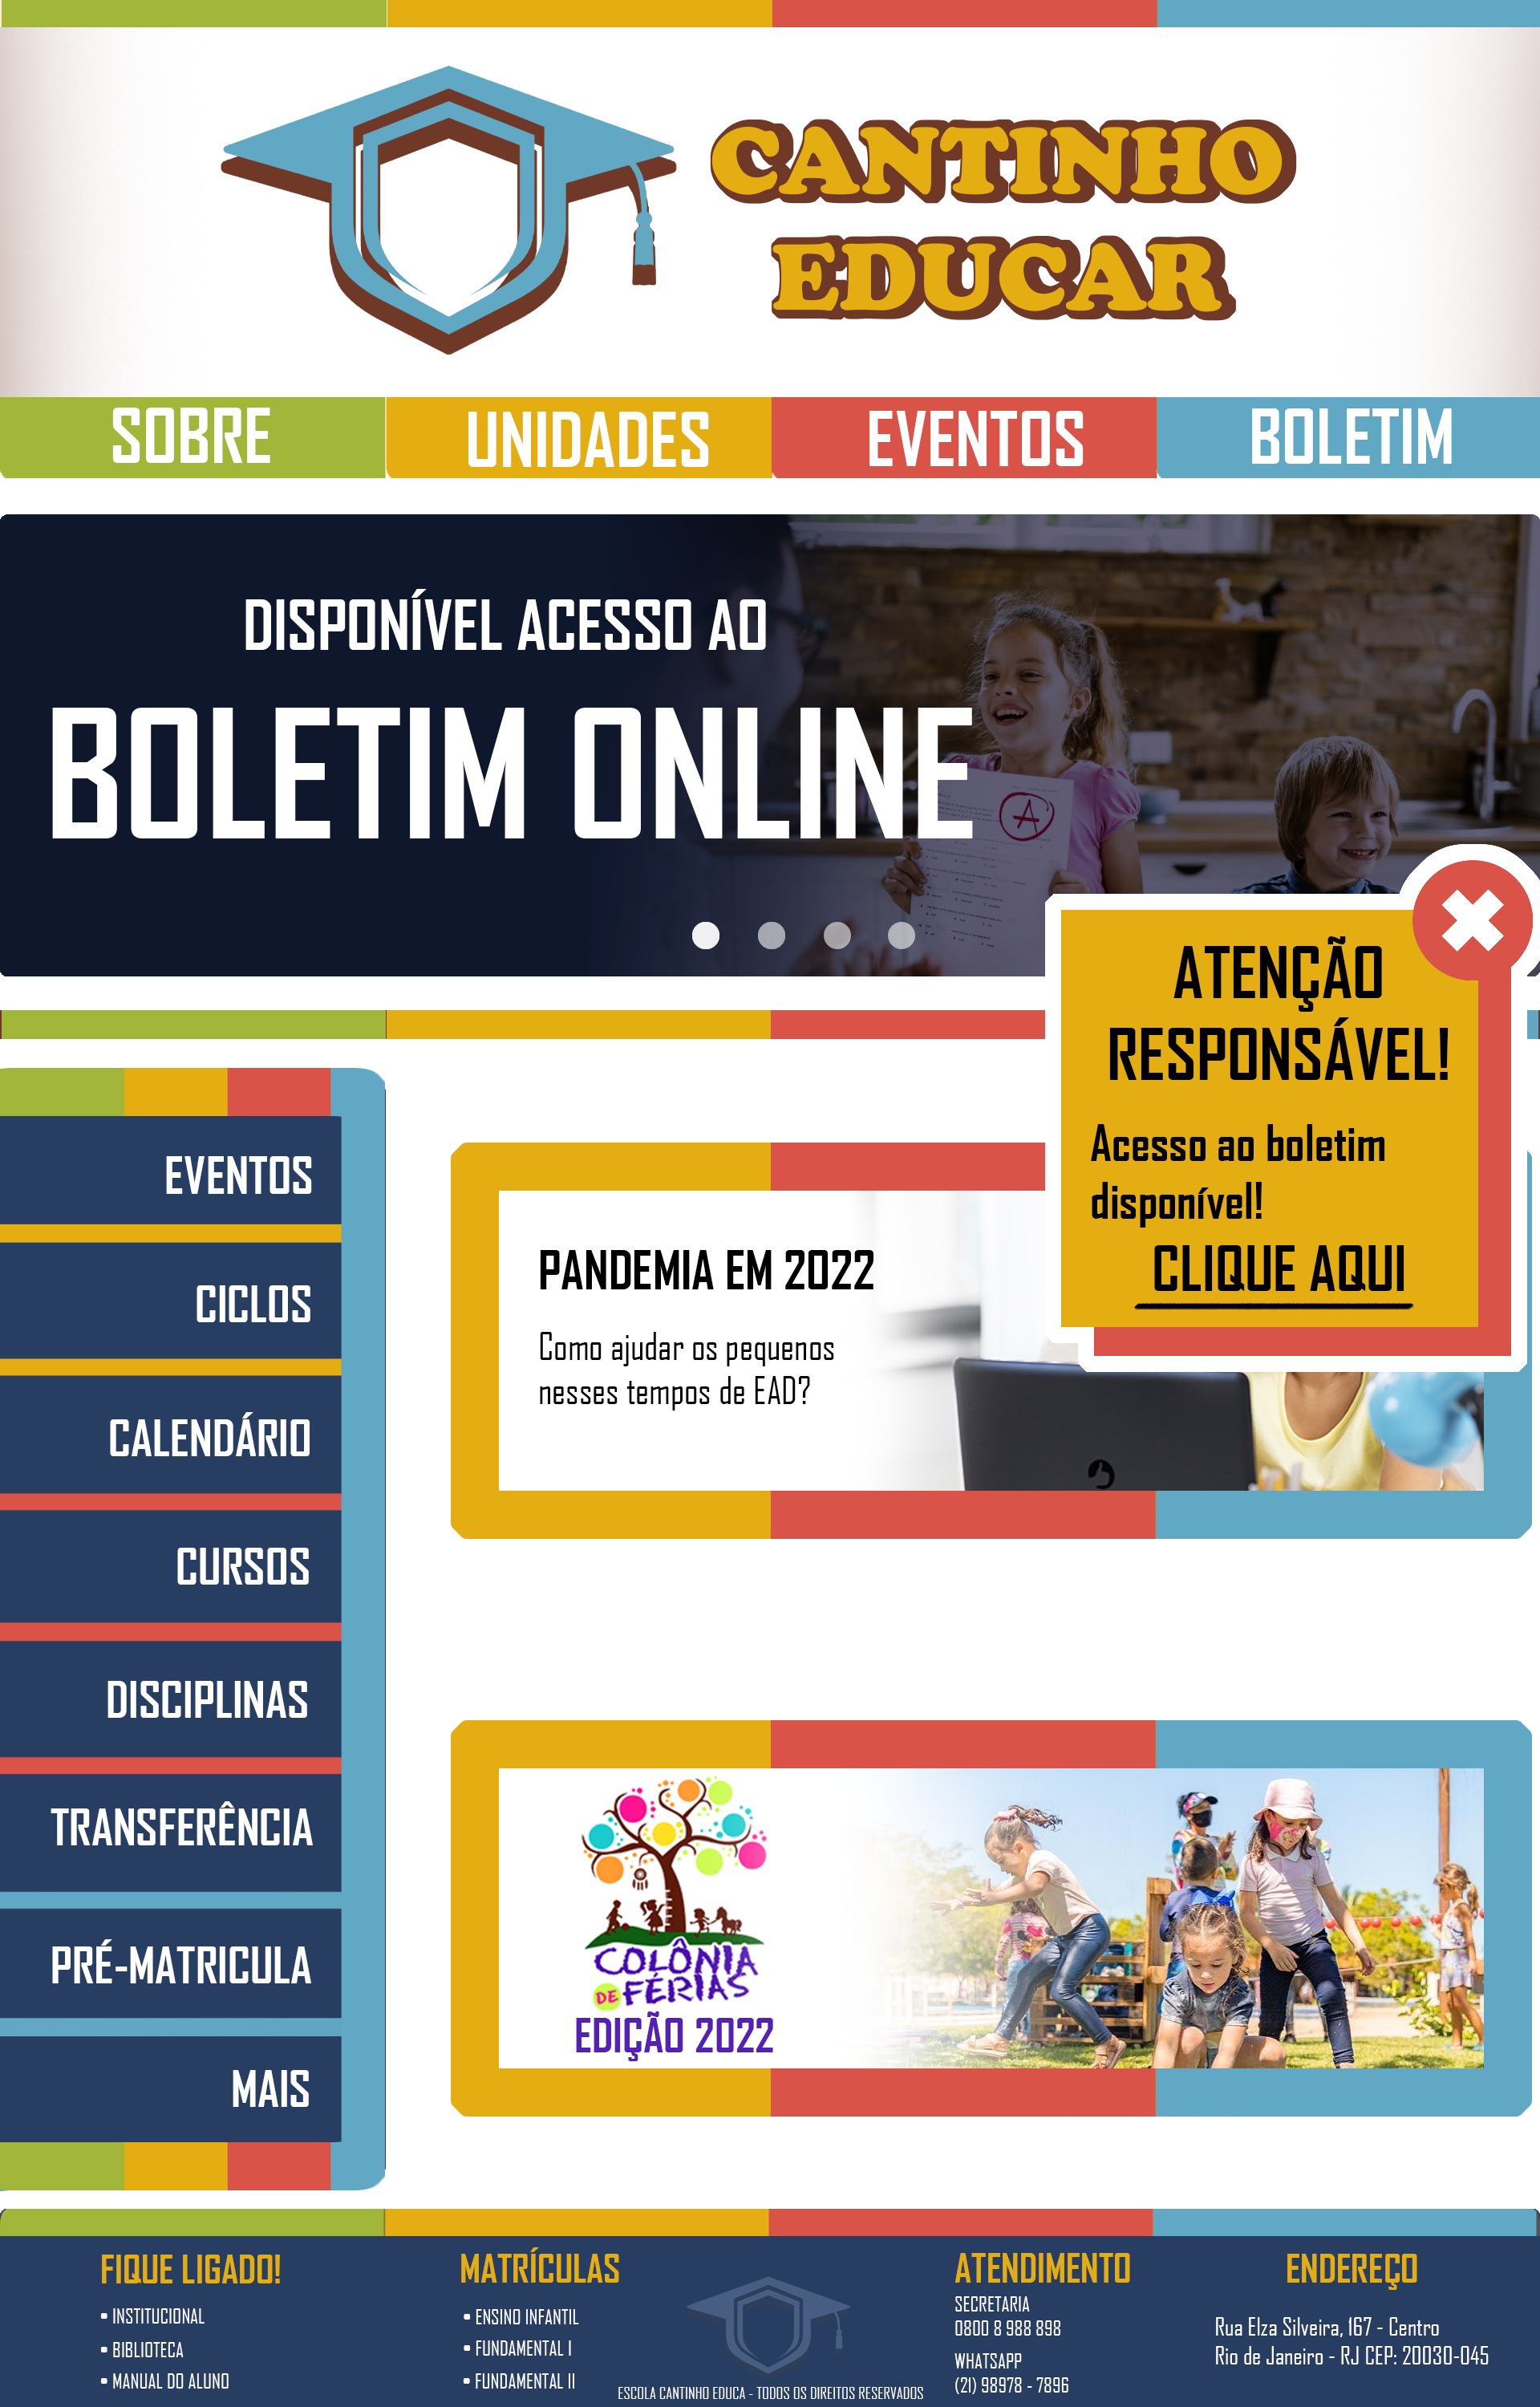 CANTINHO
EDUCAR
SOBRE
UNIDADES
EVENTOS
BOLETIM
DISPONÍVEL ACESSO AO
BOLETIM ONLINE
A
ATENÇÃO
RESPONSÁVEL!
Acesso ao boletim
disponível!
CLIQUE AQUI
EVENTOS
CICLOS
CALENDÁRIO
CURSOS
DISCIPLINAS
TRANSFERÊNCIA
PRÉ-MATRICULA
MAIS
PANDEMIA EM 2022
Como ajudar os pequenos
nesses tempos de EAD?
COLÔNIA
DE FÉRIAS
EDIÇÃO 2022
FIQUE LIGADO!
• INSTITUCIONAL
• BIBLIOTECA
• MANUAL DO ALUNO
MATRÍCULAS
• ENSINO INFANTIL
• FUNDAMENTAL I
• FUNDAMENTAL II
ESCOLA CANTINHO EDUCA - TODOS OS DIREITOS RESERVADOS
ATENDIMENTO
SECRETARIA
0800 8 988 898
WHATSAPP
(21) 98978 - 7896
ENDEREÇO
Rua Elza Silveira, 167 - Centro
Rio de Janeiro - RJ CEP: 20030-045